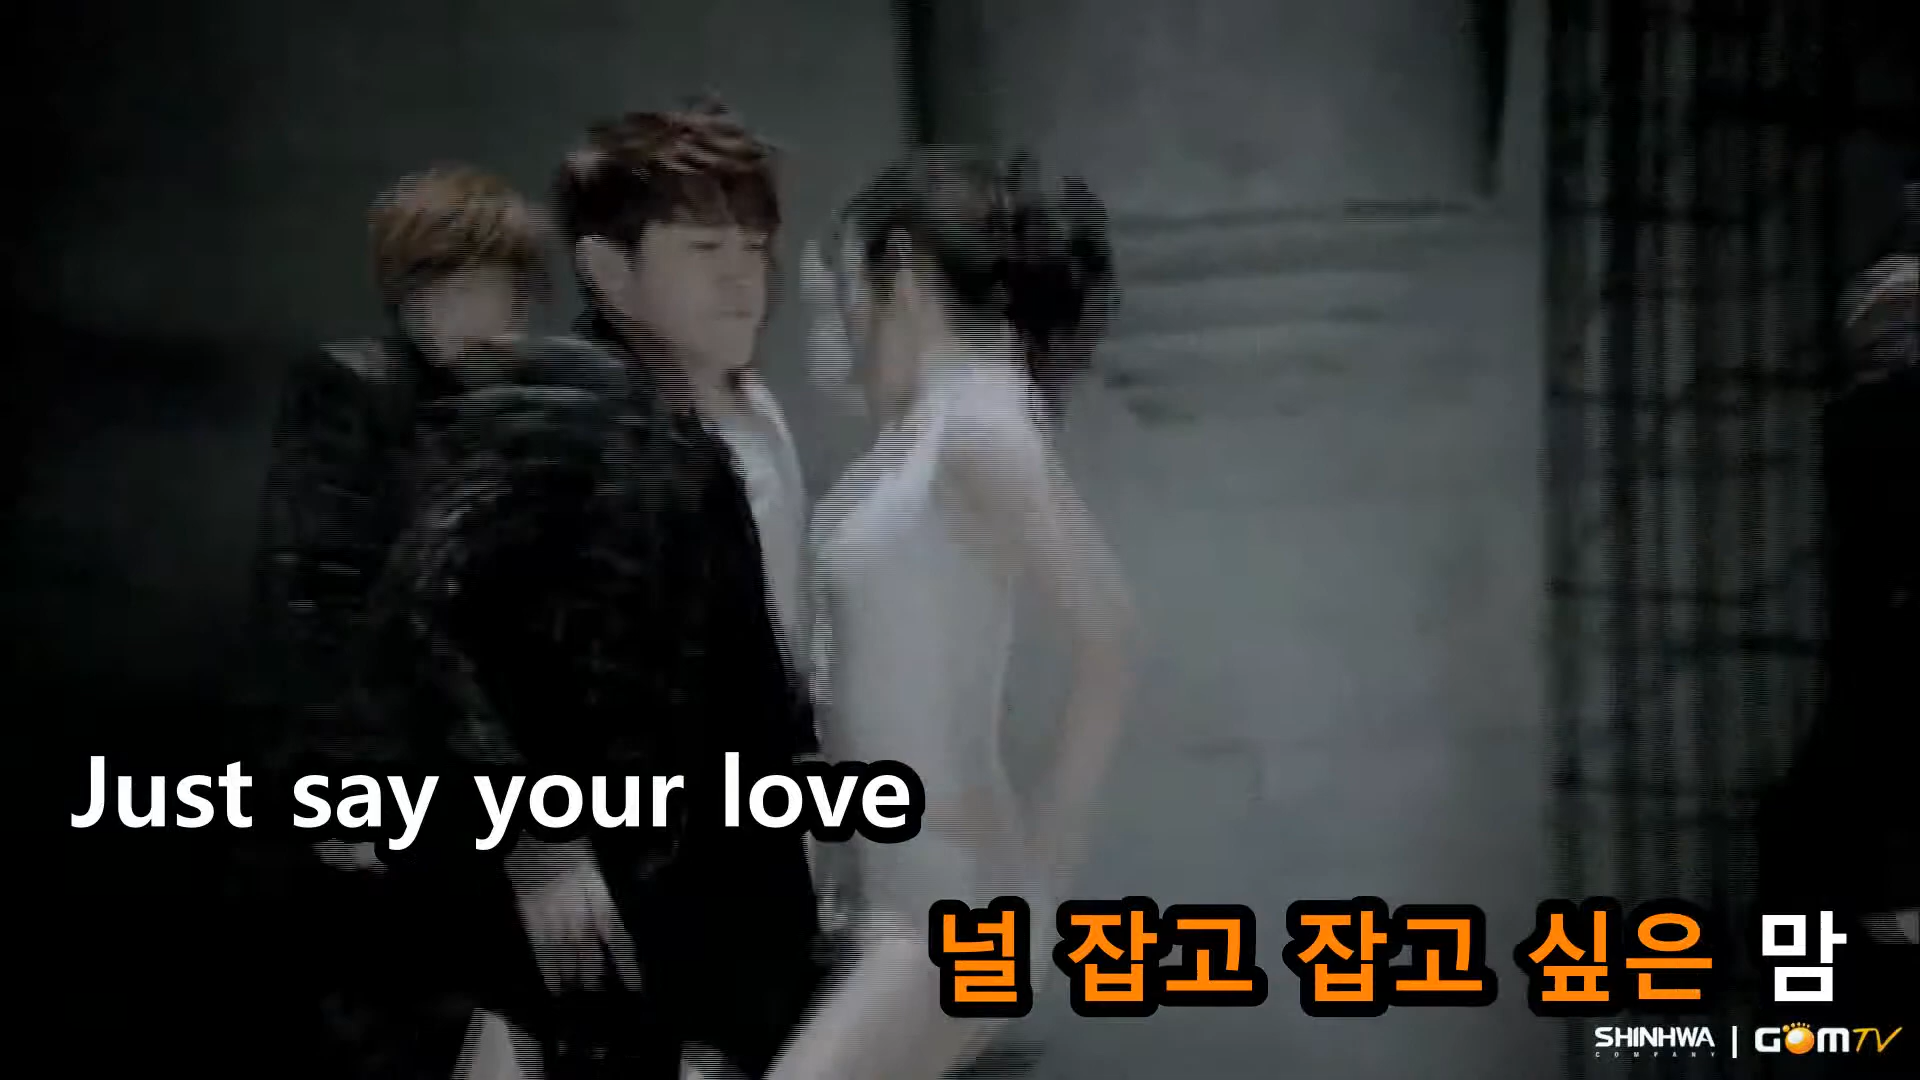 Just say your love
널 잡고 잡고 싶은 맘
SHINHWA COMPANY | GOMTV